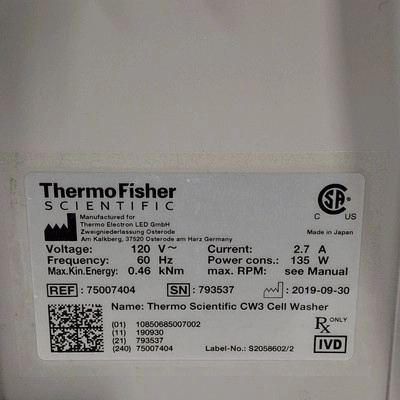 ThermoFisher
SCIENTIFIC
Manufactured for
Thermo Electron LED GmbH
Zweigniederlassung Osterode
Am Kalkberg, 37520 Osterode am Harz Germany
C US
Made in Japan
Voltage: 120 V~ Current: 2.7 A
Frequency: 60 Hz Power cons.: 135 W
Max.Kin.Energy: 0.46 kNm max. RPM: see Manual
REF : 75007404 SN : 793537 : 2019-09-30
Name: Thermo Scientific CW3 Cell Washer
(01) 10850685007002
(11) 190930
(21) 793537
(240) 75007404 Label-No.: S2058602/2
Rx ONLY
IVD